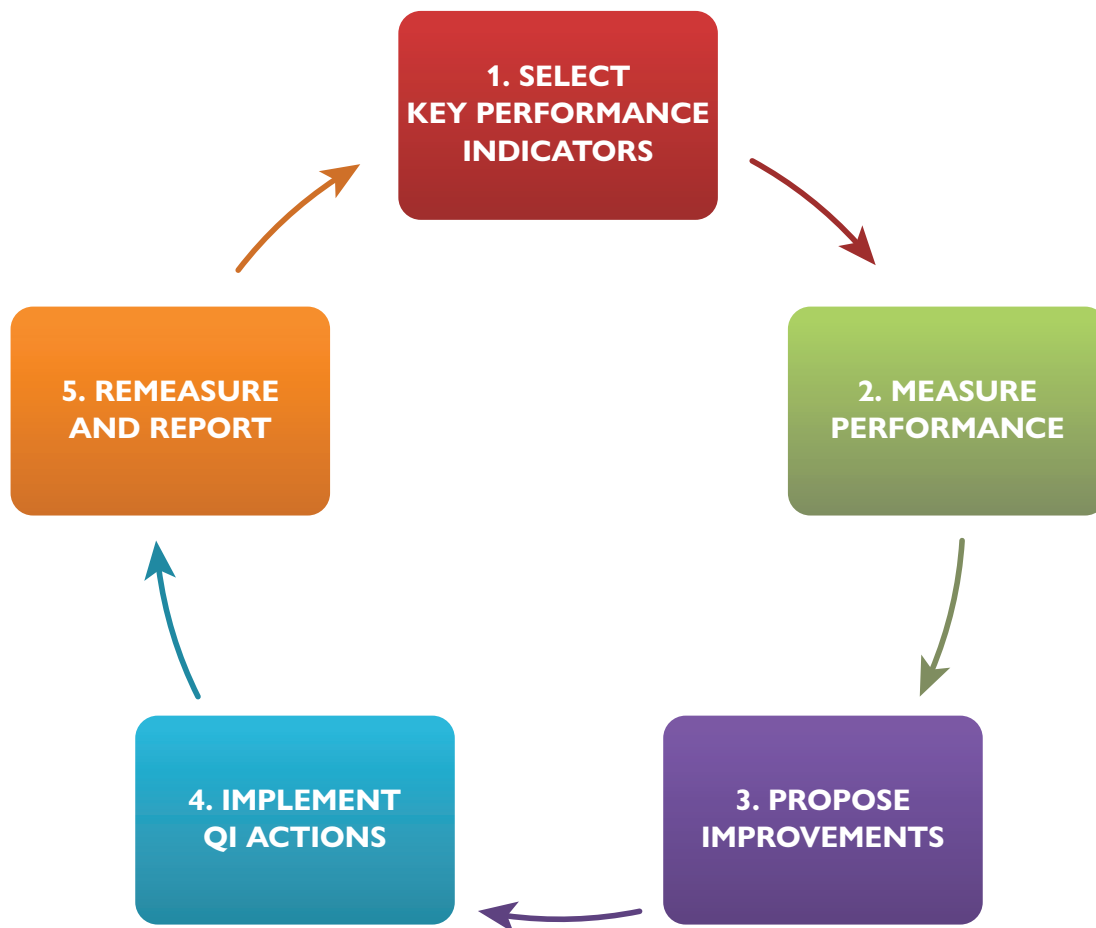 1. SELECT
KEY PERFORMANCE
INDICATORS
2. MEASURE
PERFORMANCE
3. PROPOSE
IMPROVEMENTS
4. IMPLEMENT
QI ACTIONS
5. REMEASURE
AND REPORT